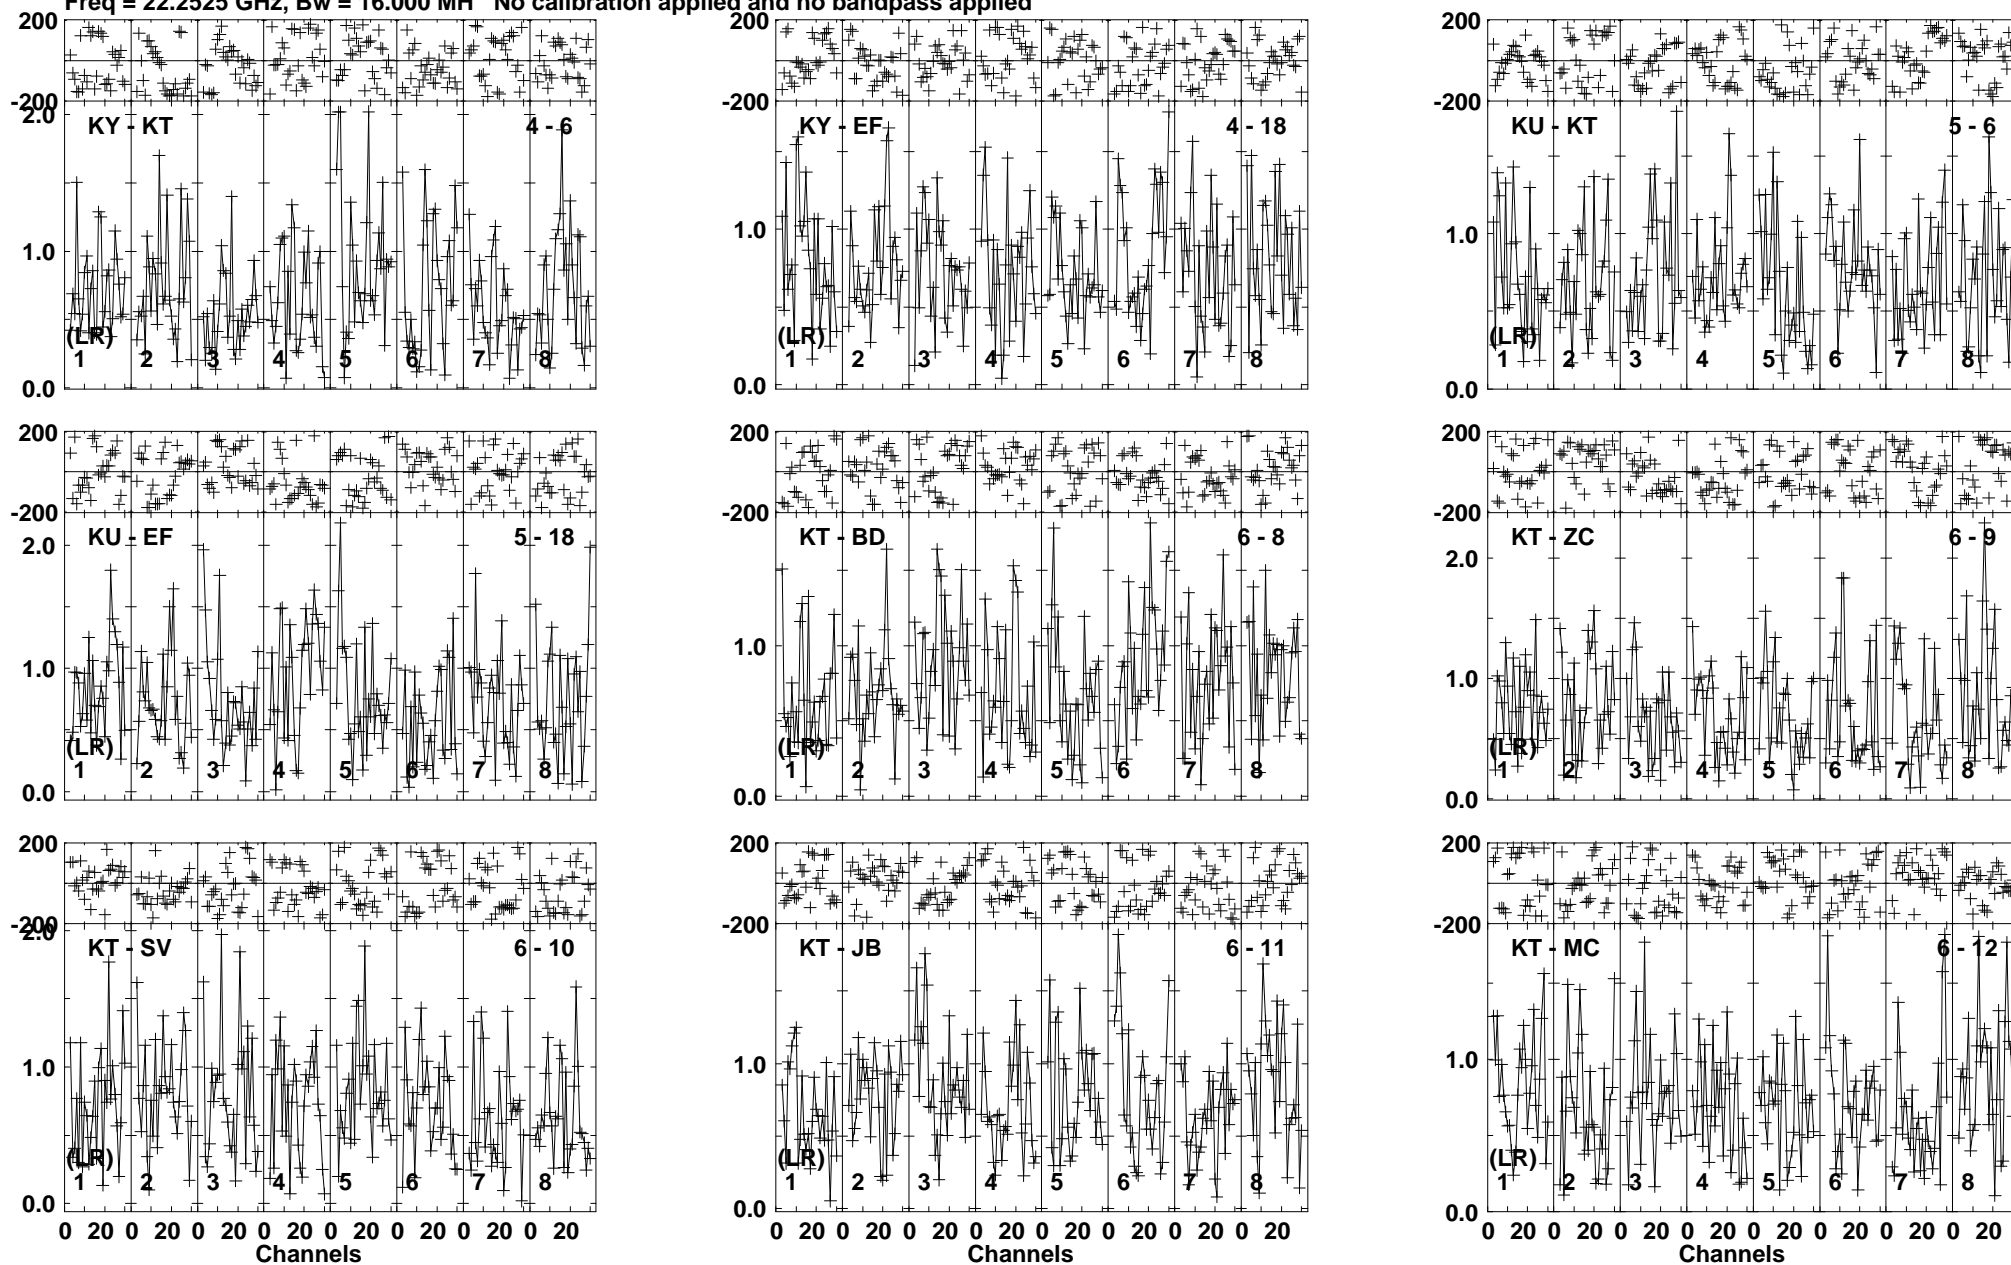 Freq = 22.2525 GHz, Bw = 16.000 MH No calibration applied and no bandpass applied
200 200 200
-200 -200 -200
2.0 KY - KT 4 - 6 KY - EF 4 - 18 KU - KT 5 - 6
1.0 1.0 1.0
(LR) (LR) (LR)
1 2 3 4 5 6 7 8 1 2 3 4 5 6 7 8 1 2 3 4 5 6 7 8
0.0 0.0 0.0
200 200 200
-200 -200 -200
2.0 KU - EF 5 - 18 KT - BD 6 - 8 KT - ZC 6 - 9
2.0
1.0 1.0 1.0
(LR) (LR) (LR)
1 2 3 4 5 6 7 8 1 2 3 4 5 6 7 8 1 2 3 4 5 6 7 8
0.0 0.0 0.0
200 200 200
-200 -200 -200
2.0 KT - SV 6 - 10 KT - JB 6 - 11 KT - MC 6 - 12
1.0 1.0 1.0
(LR) (LR) (LR)
1 2 3 4 5 6 7 8 1 2 3 4 5 6 7 8 1 2 3 4 5 6 7 8
0.0 0.0 0.0
0 20 0 20 0 20 0 20 0 20 0 20 0 20 0 20 0 20 0 20 0 20 0 20 0 20 0 20 0 20 0 20 0 20 0 20 0 20 0 20 0 20 0 20 0 20 0 20
Channels Channels Channels